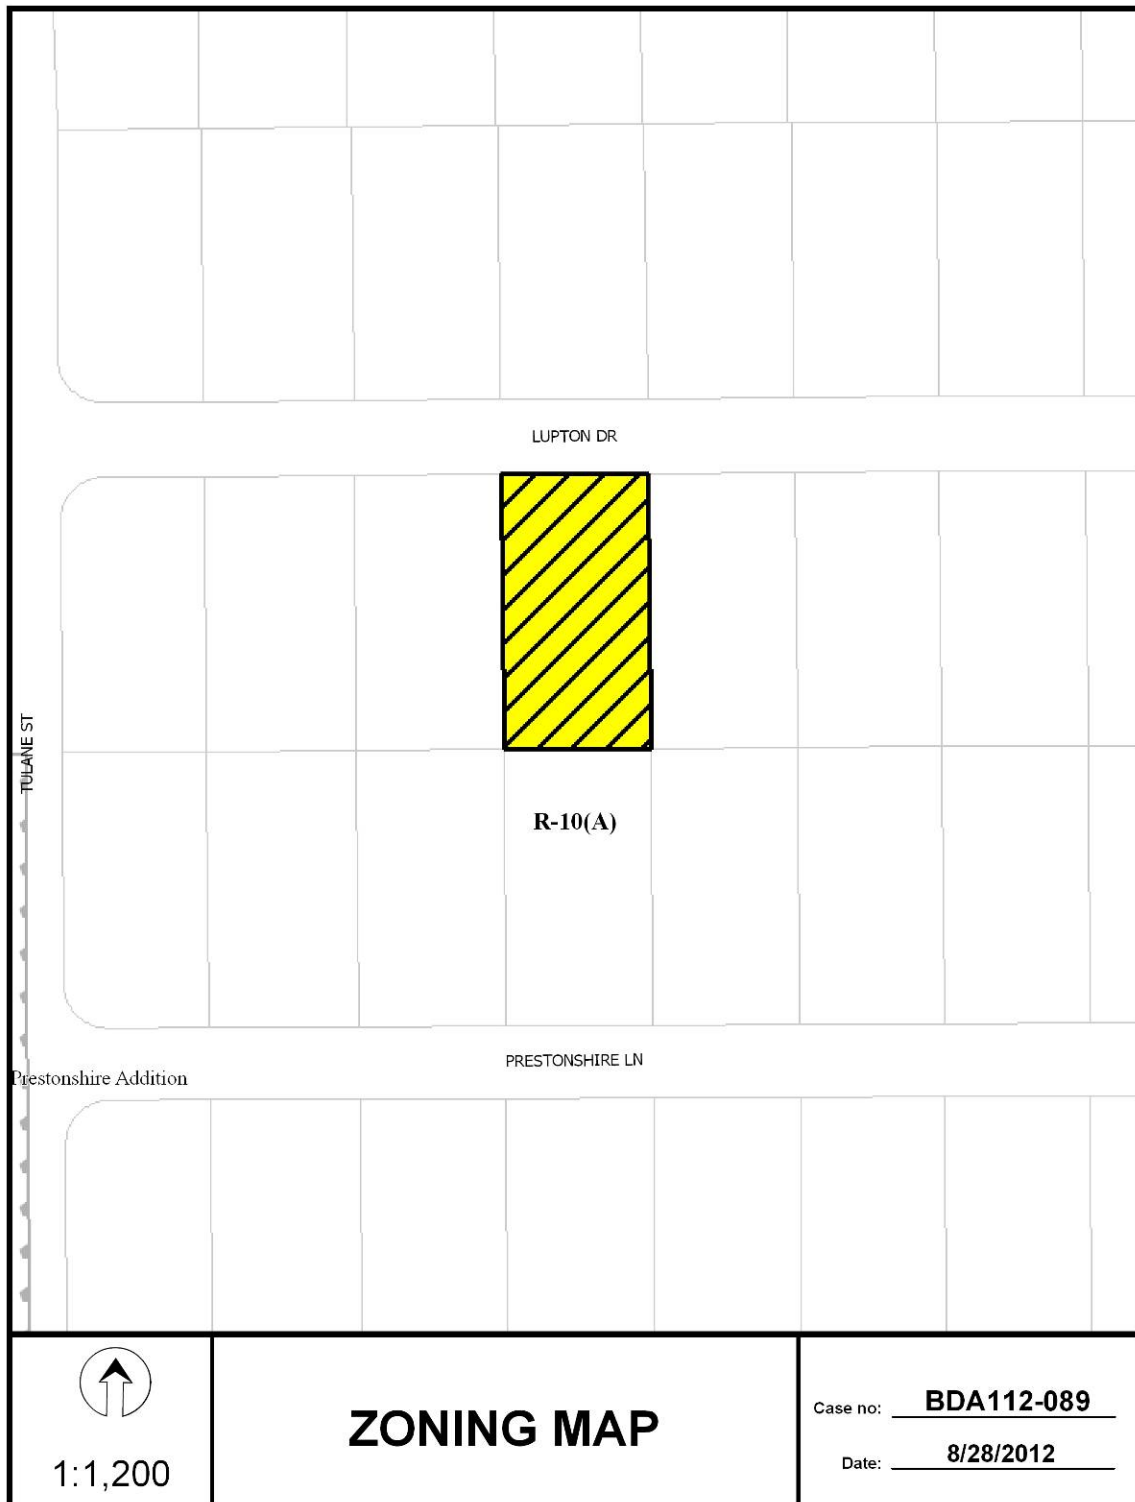 LUPTON DR
TULANE ST
R-10(A)
PRESTONSHIRE LN
Prestonshire Addition
1:1,200
ZONING MAP
Case no: BDA112-089
Date: 8/28/2012